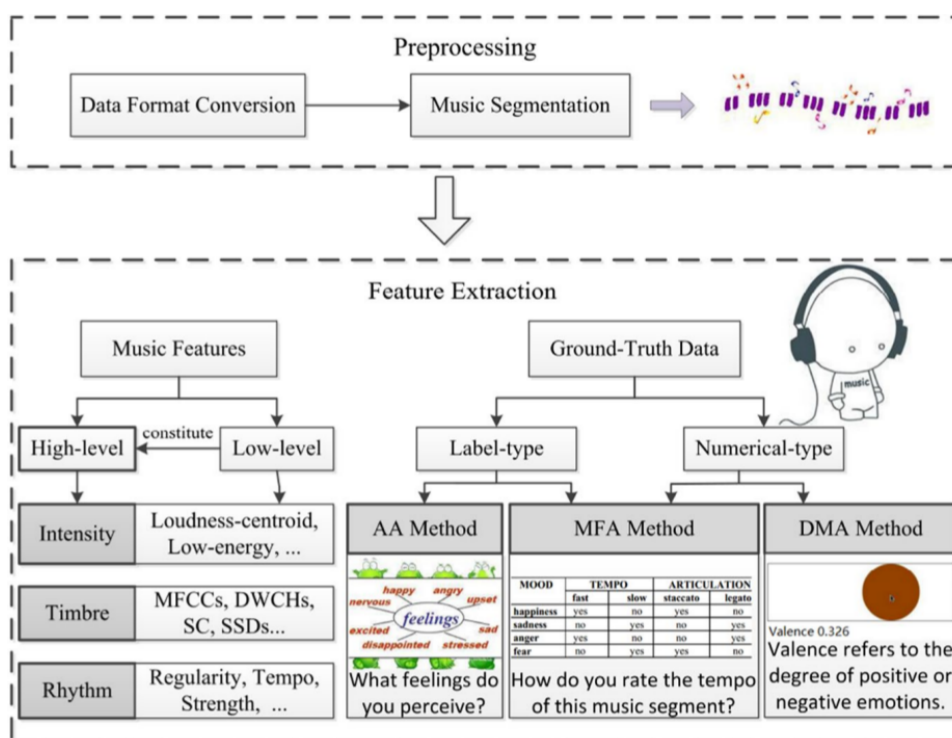 Preprocessing
Data Format Conversion
Music Segmentation
Feature Extraction
Music Features
Ground-Truth Data
music
High-level
constitute
Low-level
Label-type
Numerical-type
Intensity
Loudness-centroid,
Low-energy, ...
Timbre
MFCCs, DWCHs,
SC, SSDs...
Rhythm
Regularity, Tempo,
Strength, ...
AA Method
happy
angry
nervous
upset
feelings
excited
sad
disappointed
stressed
What feelings do
you perceive?
MFA Method
MOOD TEMPO ARTICULATION
fast slow staccato legato
happiness yes no yes no
sadness no yes no yes
anger yes no no yes
fear no yes yes no
How do you rate the tempo
of this music segment?
DMA Method
Valence 0.326
Valence refers to the
degree of positive or
negative emotions.